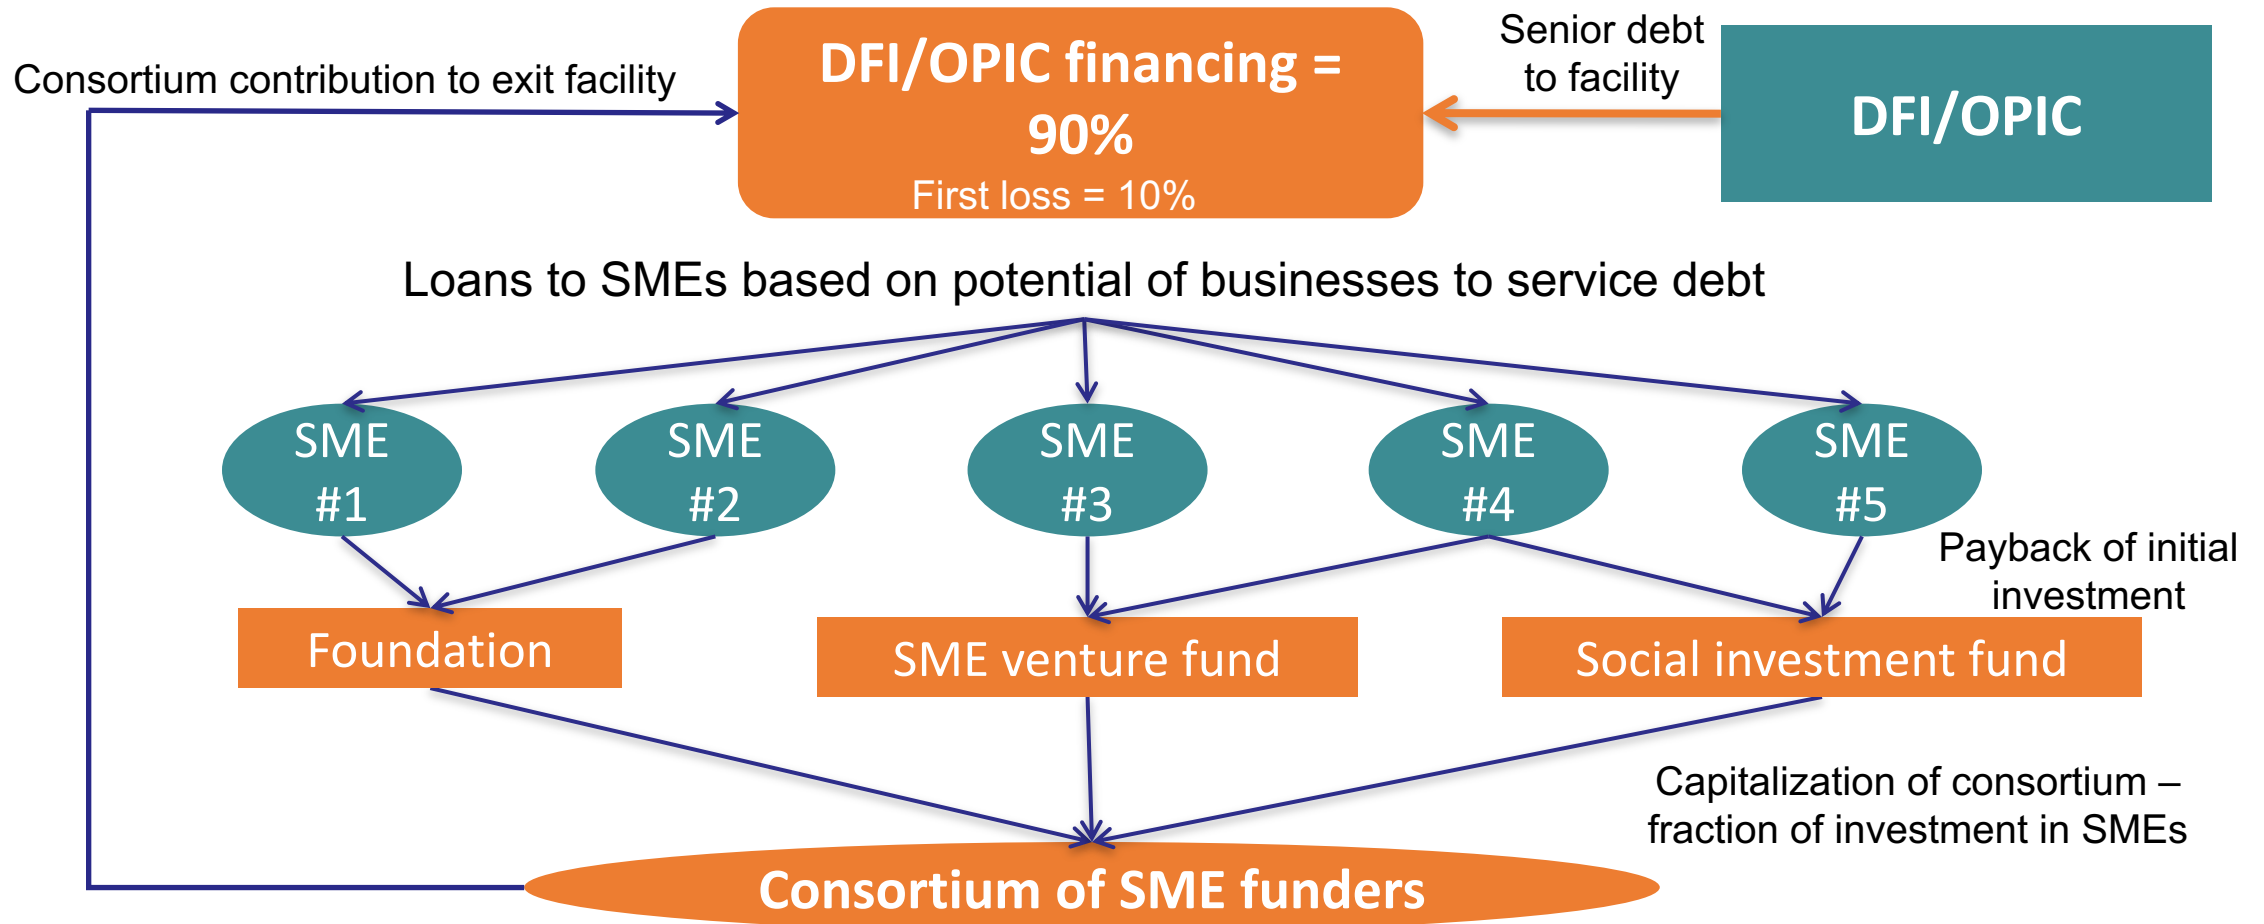 Consortium contribution to exit facility
DFI/OPIC financing =
90%
First loss = 10%
Senior debt
to facility
DFI/OPIC
Loans to SMEs based on potential of businesses to service debt
SME
#1
SME
#2
SME
#3
SME
#4
SME
#5
Payback of initial
investment
Foundation
SME venture fund
Social investment fund
Capitalization of consortium –
fraction of investment in SMEs
Consortium of SME funders